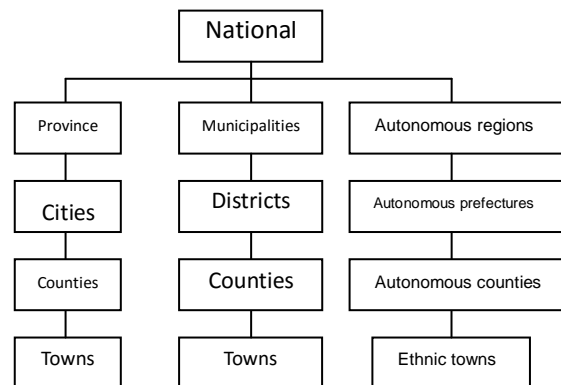 National
Province
Municipalities
Autonomous regions
Cities
Districts
Autonomous prefectures
Counties
Counties
Autonomous counties
Towns
Towns
Ethnic towns